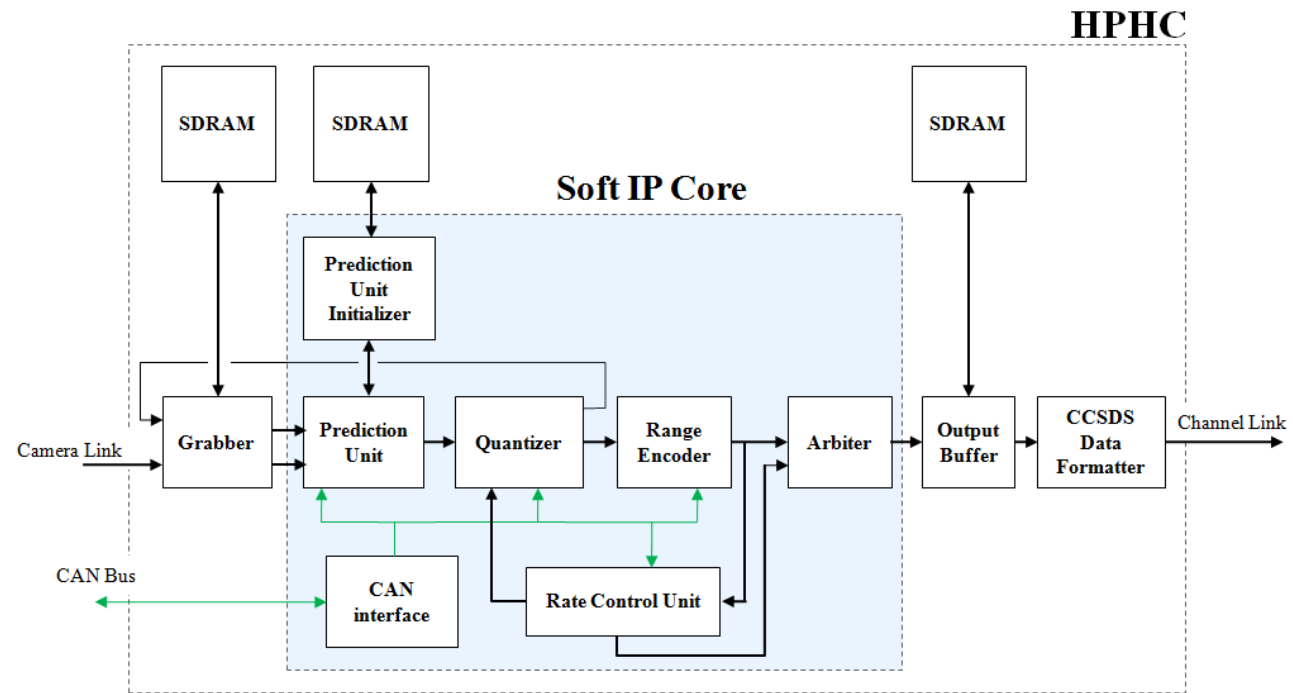 HPHC
SDRAM
SDRAM
SDRAM
Soft IP Core
Prediction
Unit
Initializer
Camera Link
Grabber
Prediction
Unit
Quantizer
Range
Encoder
Arbiter
Output
Buffer
CCSDS
Data
Formatter
Channel Link
CAN Bus
CAN
interface
Rate Control Unit